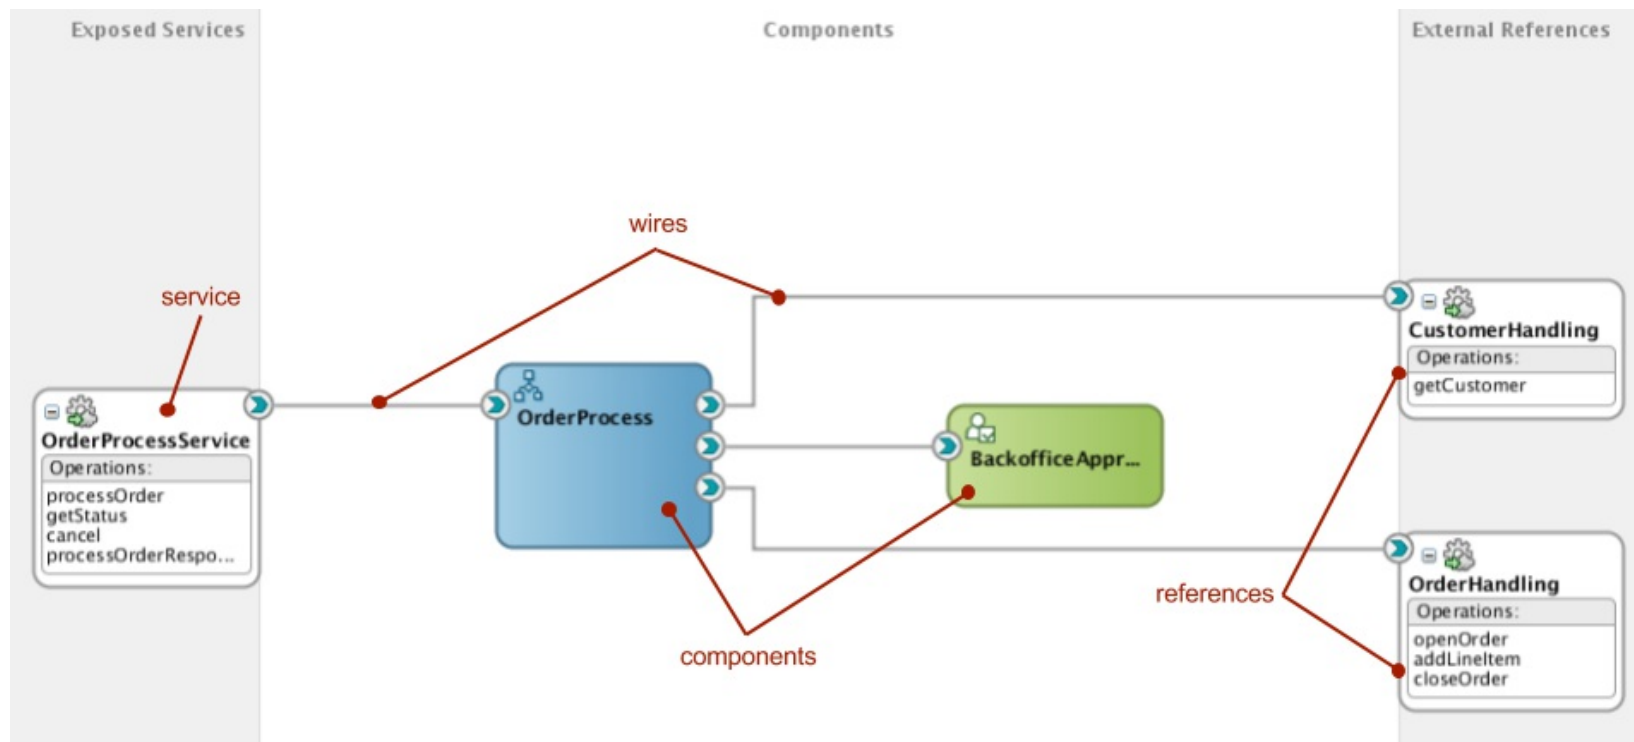 Exposed Services
Components
External References
wires
service
OrderProcessService
Operations:
processOrder
getStatus
cancel
processOrderRespo...
OrderProcess
BackofficeAppr...
components
CustomerHandling
Operations:
getCustomer
references
OrderHandling
Operations:
openOrder
addLineItem
closeOrder